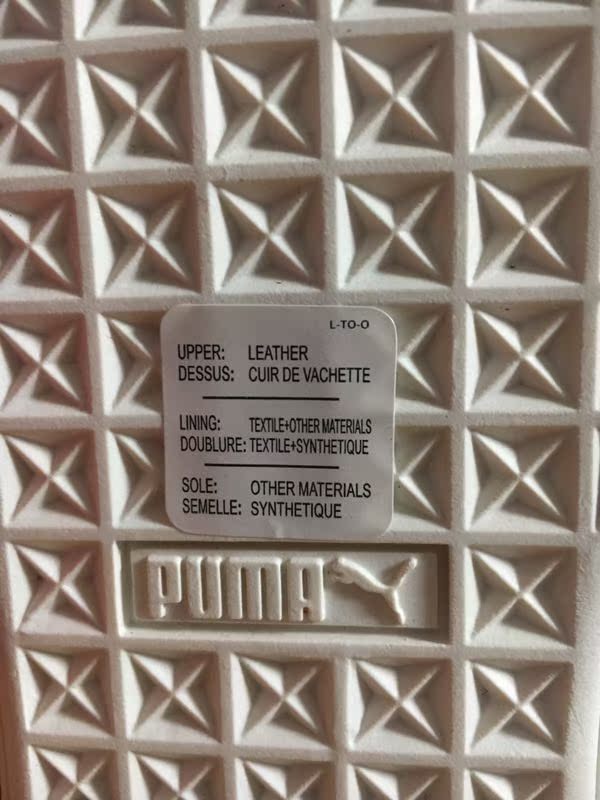 L-TO-O
UPPER: LEATHER
DESSUS: CUIR DE VACHETTE
LINING: TEXTILE+OTHER MATERIALS
DOUBLURE: TEXTILE+SYNTHETIQUE
SOLE: OTHER MATERIALS
SEMELLE: SYNTHETIQUE
PUMA